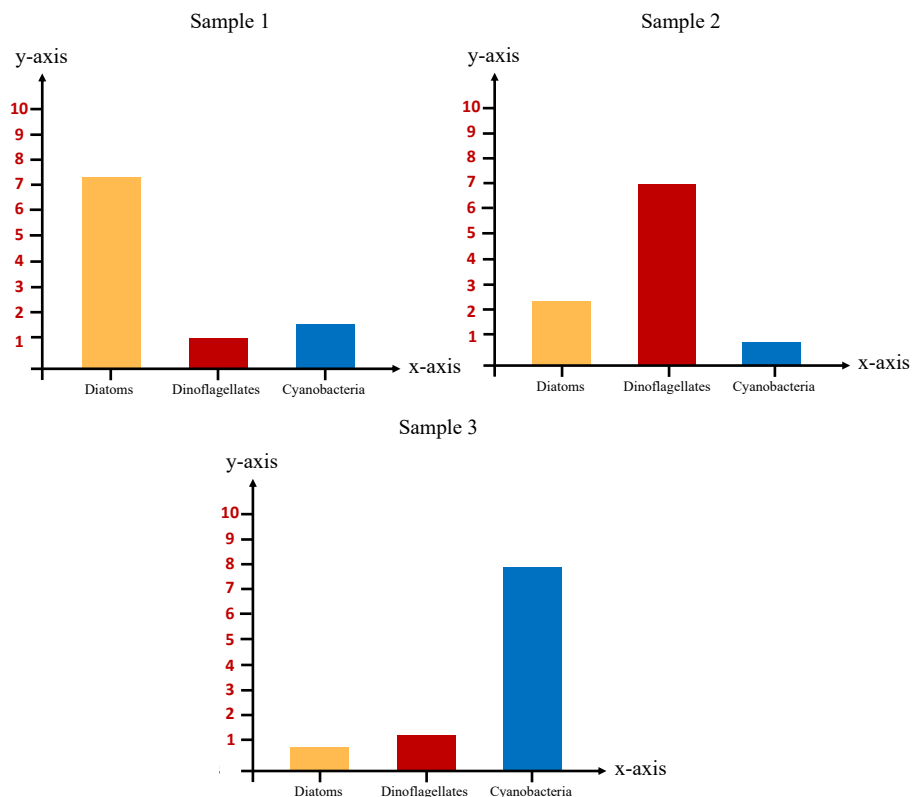 Sample 1
y-axis
10
9
8
7
6
5
4
3
2
1
x-axis
Diatoms Dinoflagellates Cyanobacteria
Sample 2
y-axis
10
9
8
7
6
5
4
3
2
1
x-axis
Diatoms Dinoflagellates Cyanobacteria
Sample 3
y-axis
10
9
8
7
6
5
4
3
2
1
x-axis
Diatoms Dinoflagellates Cyanobacteria